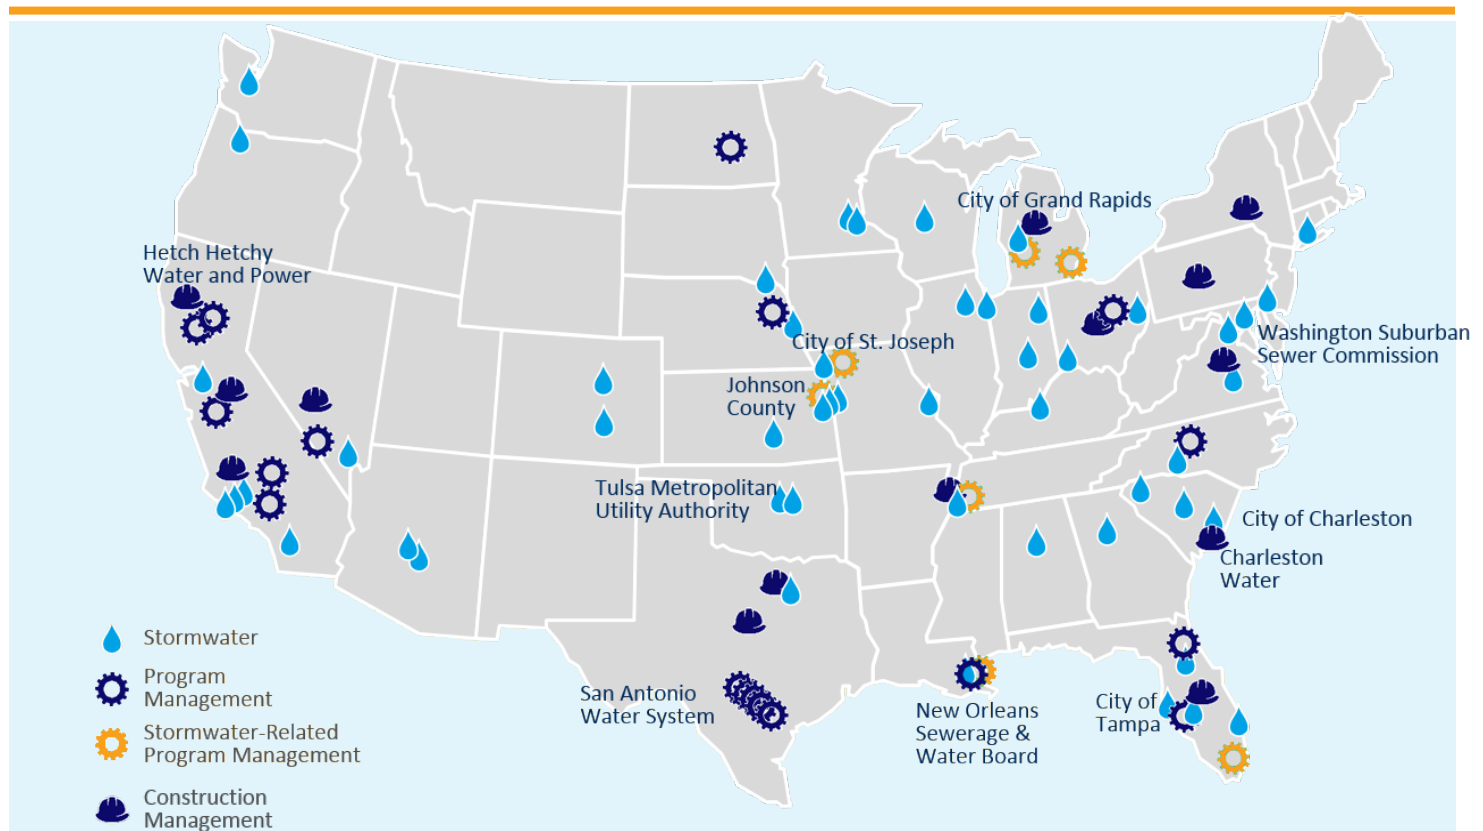 City of Grand Rapids
Hetch Hetchy
Water and Power
City of St. Joseph
Washington Suburban
Sewer Commission
Johnson
County
Tulsa Metropolitan
Utility Authority
City of Charleston
Charleston
Water
San Antonio
Water System
New Orleans
Sewerage &
Water Board
City of
Tampa
Stormwater
Program
Management
Stormwater-Related
Program Management
Construction
Management